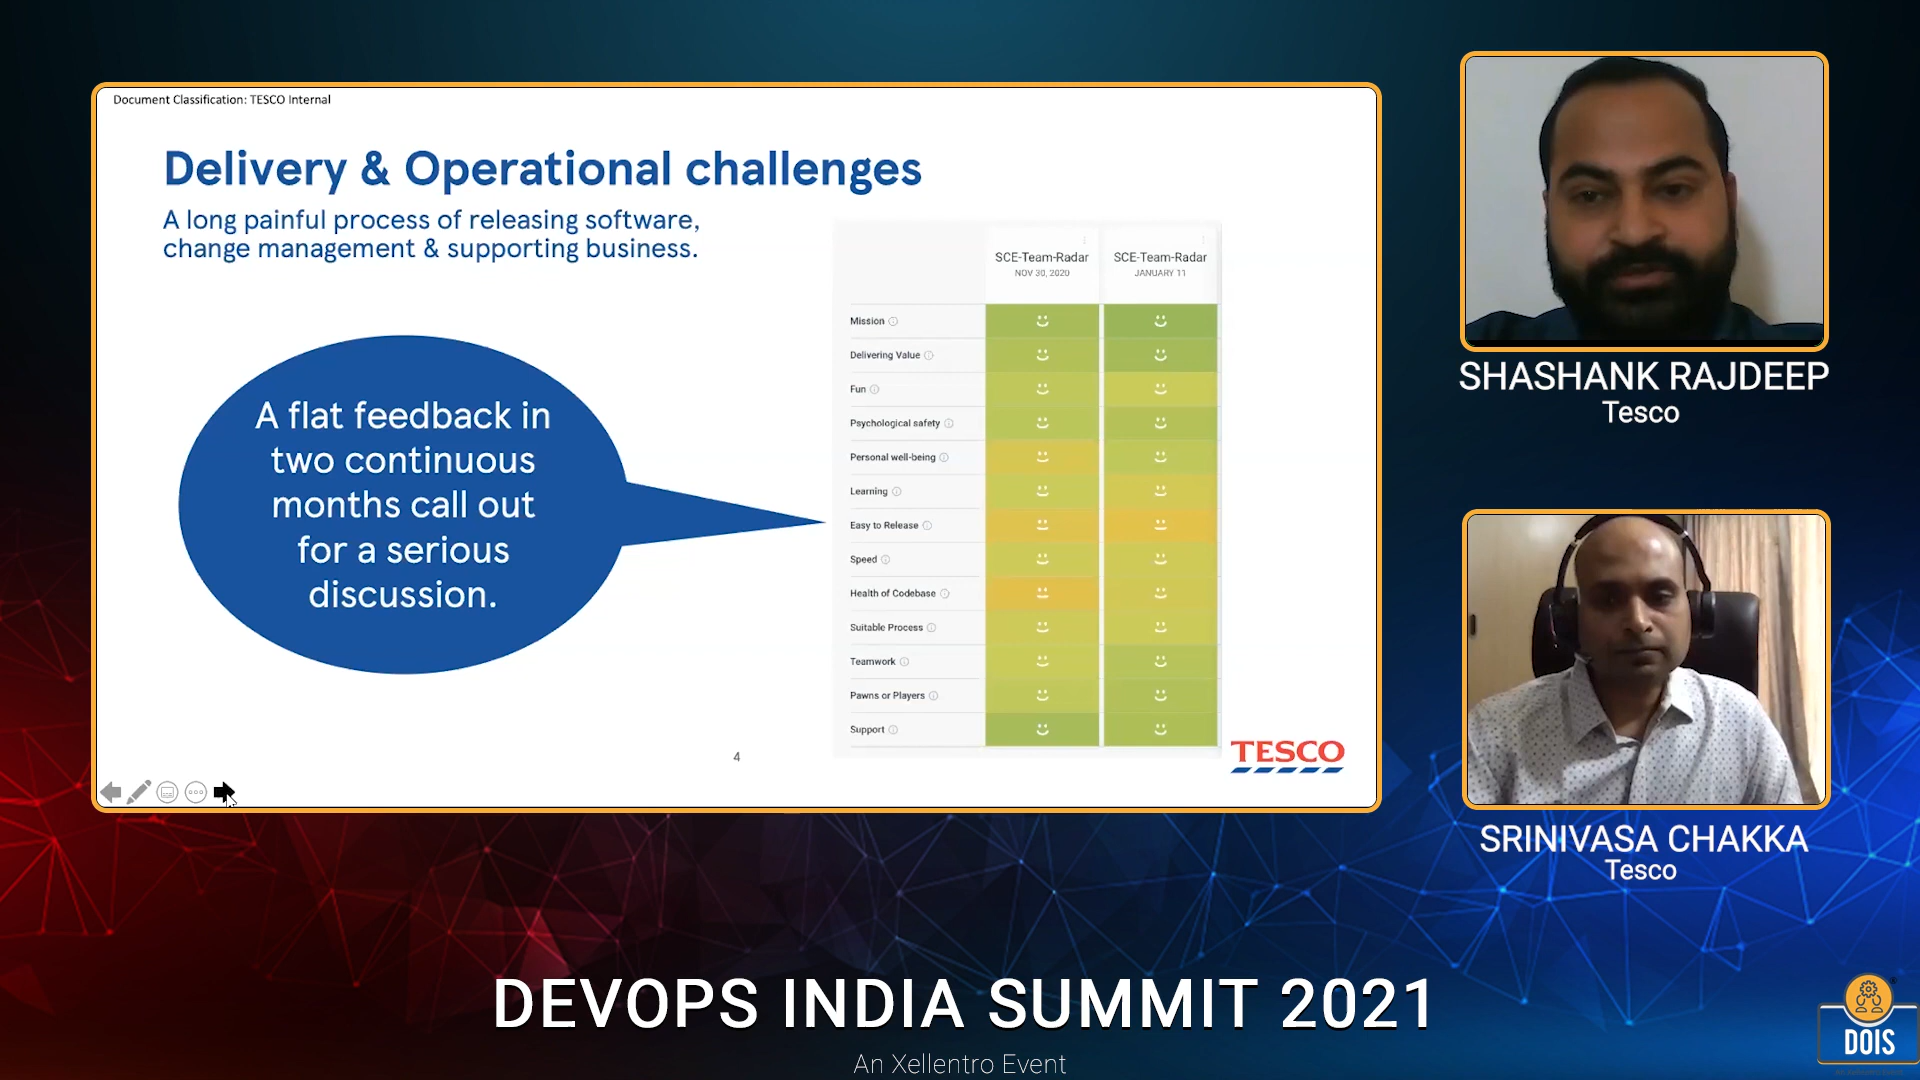 Document Classification: TESCO Internal
Delivery & Operational challenges
A long painful process of releasing software,
change management & supporting business.
A flat feedback in
two continuous
months call out
for a serious
discussion.
SCE-Team-Radar
NOV 30, 2020
SCE-Team-Radar
JANUARY 11
Mission
Delivering Value
Fun
Psychological safety
Personal well-being
Learning
Easy to Release
Speed
Health of Codebase
Suitable Process
Teamwork
Pawns or Players
Support
4
TESCO
SHASHANK RAJDEEP
Tesco
SRINIVASA CHAKKA
Tesco
DEVOPS INDIA SUMMIT 2021
An Xellentro Event
DOIS